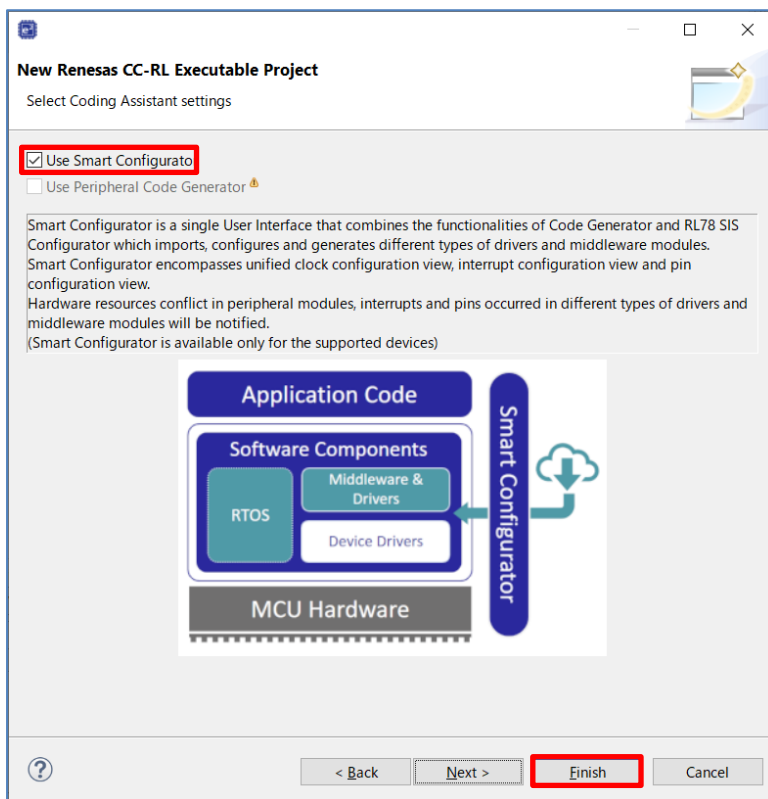 New Renesas CC-RL Executable Project
Select Coding Assistant settings
Use Smart Configurato
Use Peripheral Code Generator
Smart Configurator is a single User Interface that combines the functionalities of Code Generator and RL78 SIS
Configurator which imports, configures and generates different types of drivers and middleware modules.
Smart Configurator encompasses unified clock configuration view, interrupt configuration view and pin
configuration view.
Hardware resources conflict in peripheral modules, interrupts and pins occurred in different types of drivers and
middleware modules will be notified.
(Smart Configurator is available only for the supported devices)
Application Code
Software Components
RTOS
Middleware &
Drivers
Device Drivers
MCU Hardware
Smart Configurator
?
< Back
Next >
Finish
Cancel